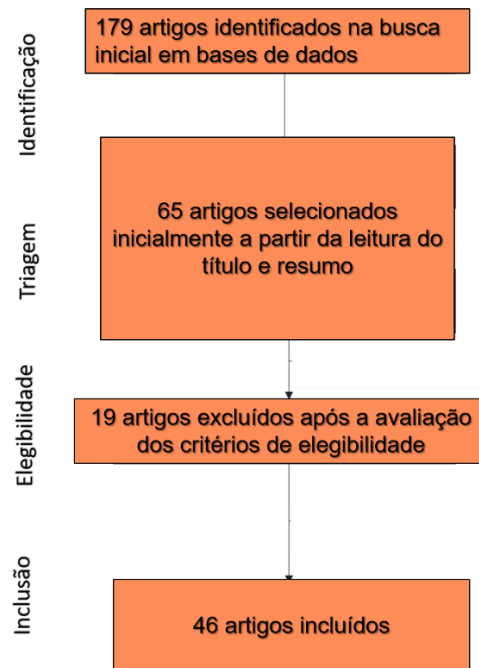 Identificação
179 artigos identificados na busca
inicial em bases de dados
Triagem
65 artigos selecionados
inicialmente a partir da leitura do
título e resumo
Elegibilidade
19 artigos excluídos após a avaliação
dos critérios de elegibilidade
Inclusão
46 artigos incluídos